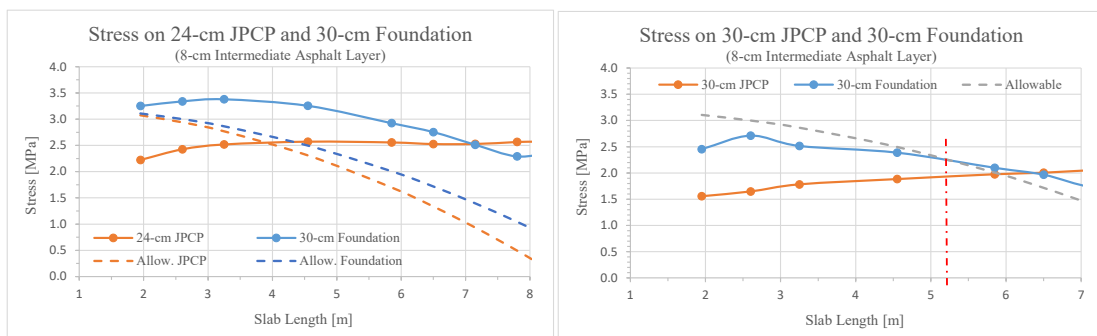 Stress on 24-cm JPCP and 30-cm Foundation
(8-cm Intermediate Asphalt Layer)
Stress [MPa]
4.0
3.5
3.0
2.5
2.0
1.5
1.0
0.5
0.0
24-cm JPCP
30-cm Foundation
Allow. JPCP
Allow. Foundation
1 2 3 4 5 6 7 8
Slab Length [m]
Stress on 30-cm JPCP and 30-cm Foundation
(8-cm Intermediate Asphalt Layer)
Stress [MPa]
4.0
3.5
3.0
2.5
2.0
1.5
1.0
0.5
0.0
30-cm JPCP
30-cm Foundation
Allowable
1 2 3 4 5 6 7
Slab Length [m]